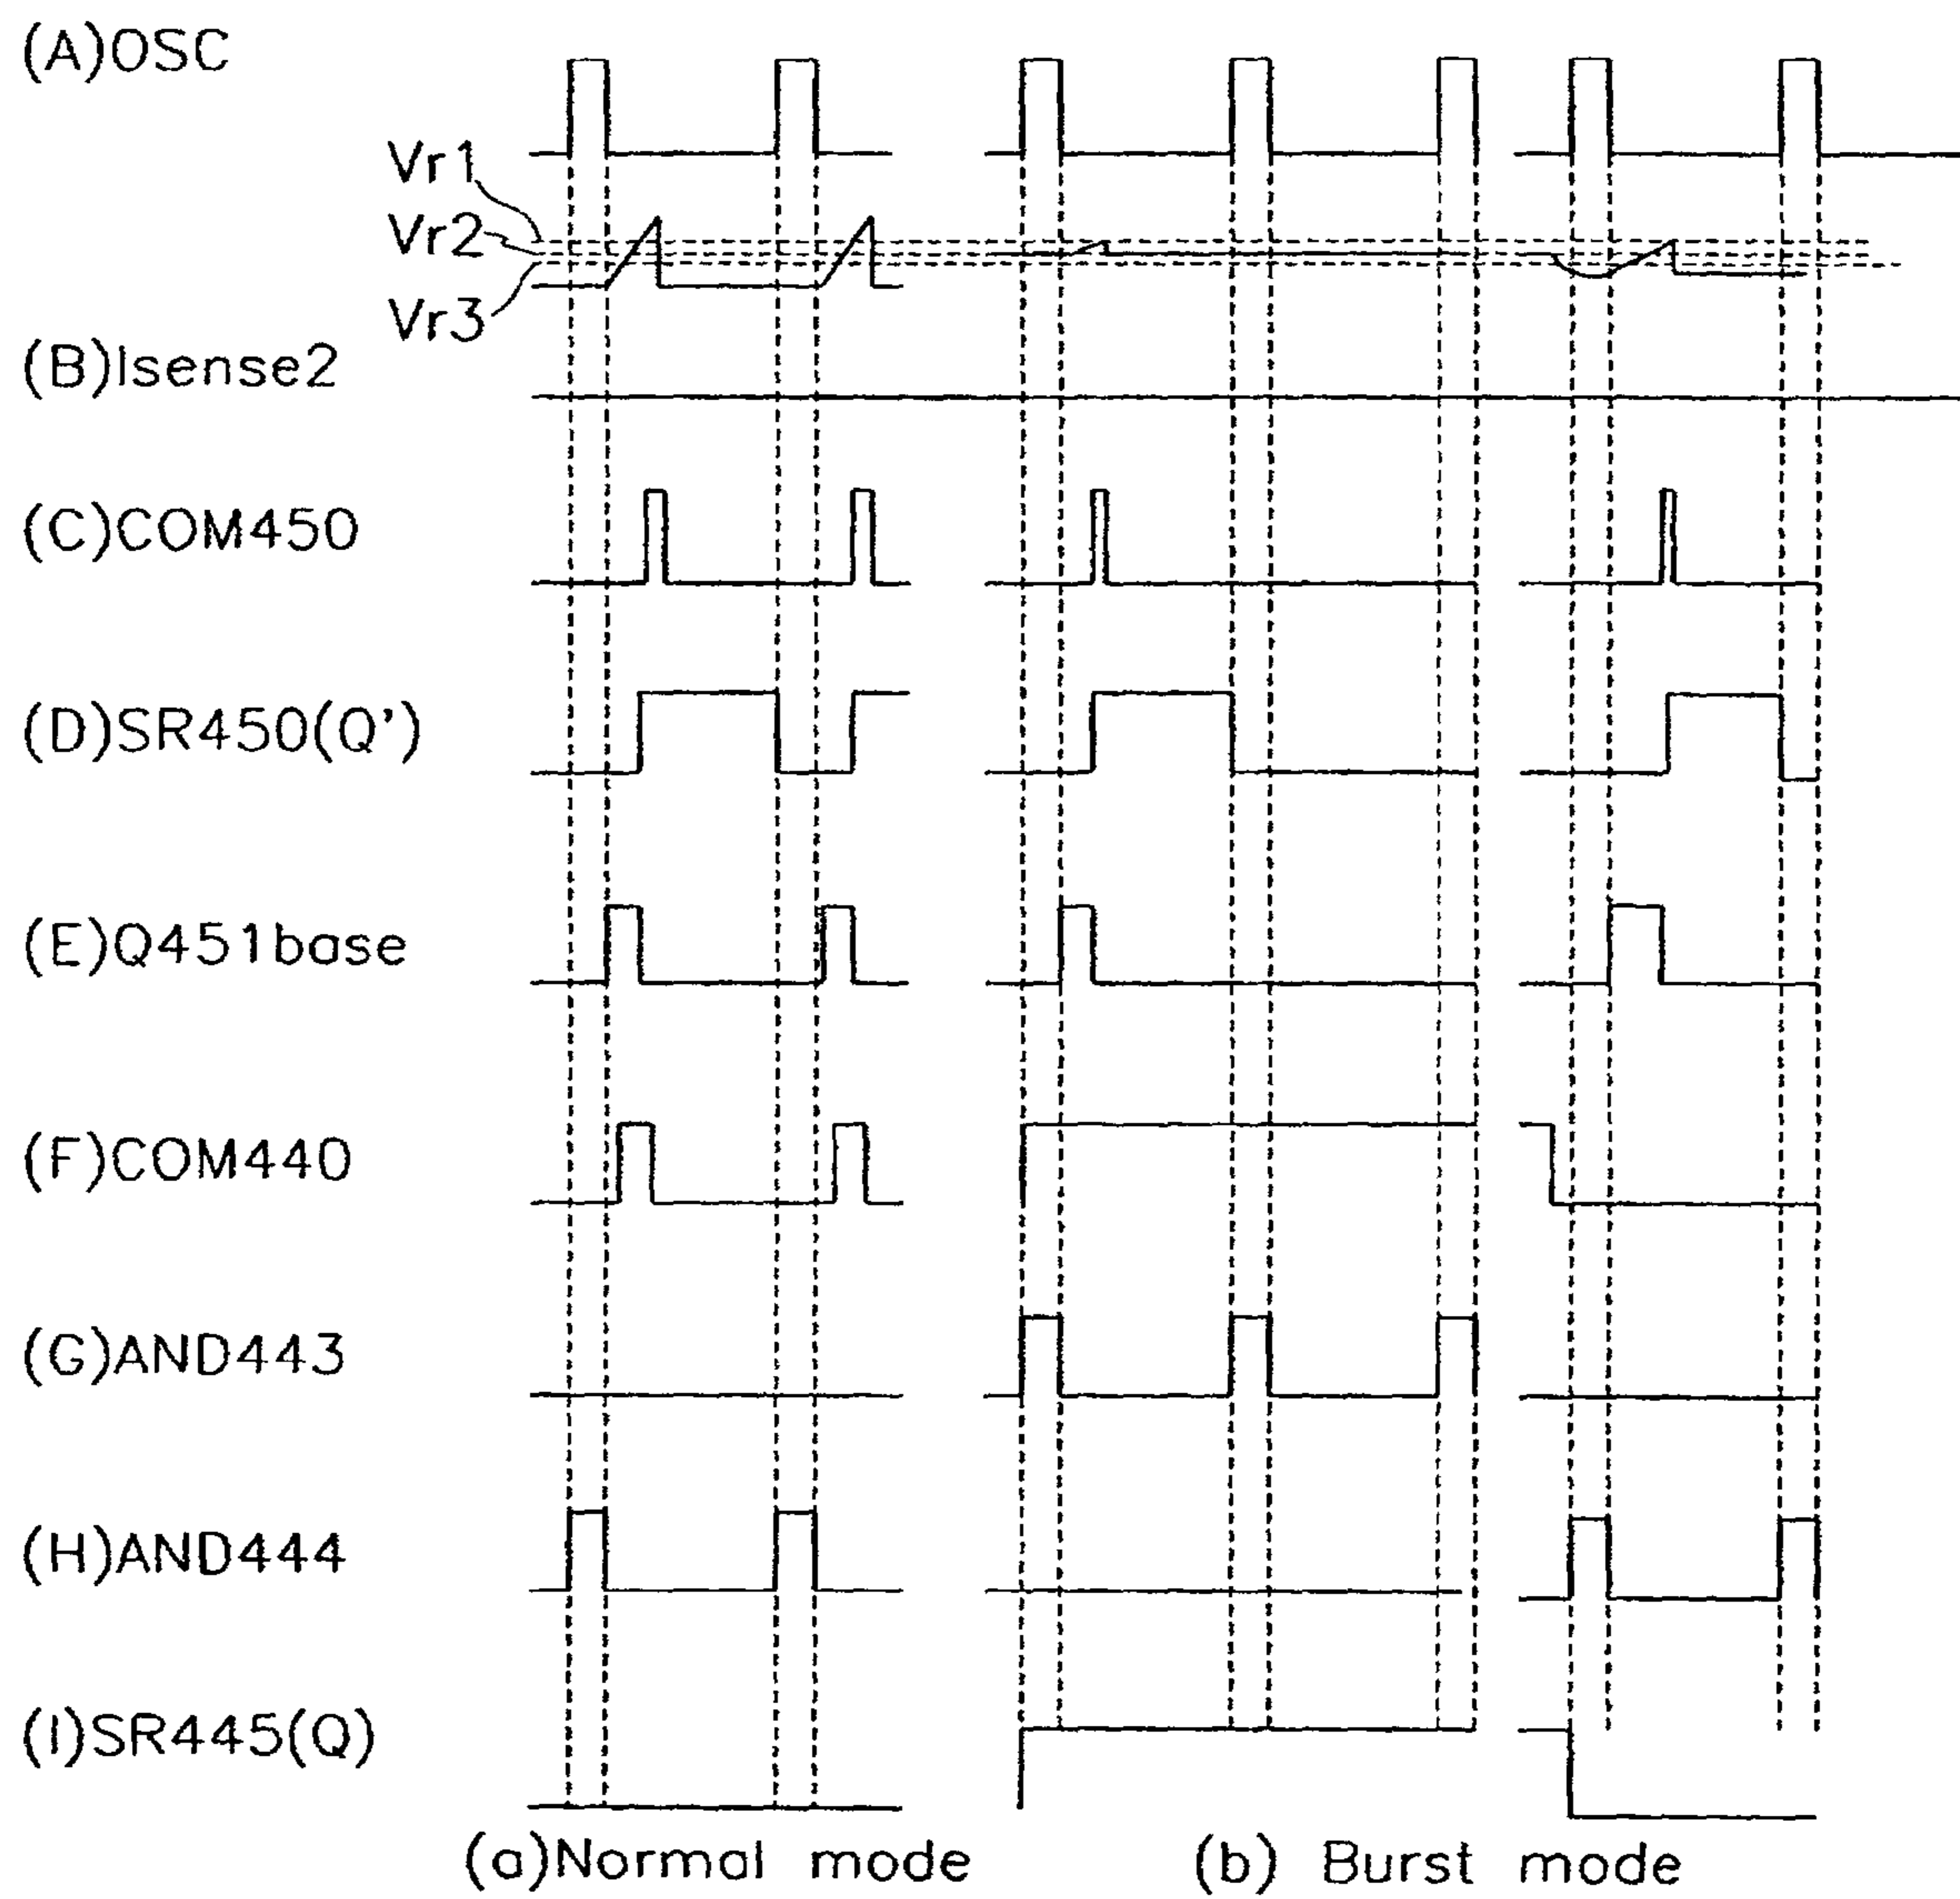 (A)OSC
Vr1
Vr2
Vr3
(B)Isense2
(C)COM450
(D)SR450(Q')
(E)Q451base
(F)COM440
(G)AND443
(H)AND444
(I)SR445(Q)
(a)Normal mode
(b) Burst mode